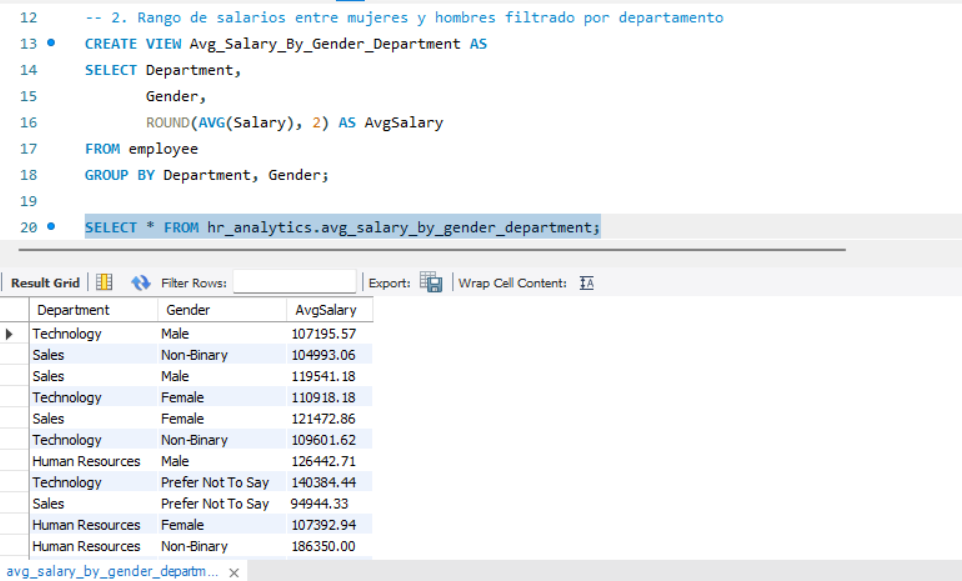 12 -- 2. Rango de salarios entre mujeres y hombres filtrado por departamento
13 CREATE VIEW Avg_Salary_By_Gender_Department AS
14 SELECT Department,
15 Gender,
16 ROUND(AVG(Salary), 2) AS AvgSalary
17 FROM employee
18 GROUP BY Department, Gender;
19
20 SELECT * FROM hr_analytics.avg_salary_by_gender_department;
Result Grid Filter Rows: Export: Wrap Cell Content: IA
Department Gender AvgSalary
Technology Male 107195.57
Sales Non-Binary 104993.06
Sales Male 119541.18
Technology Female 110918.18
Sales Female 121472.86
Technology Non-Binary 109601.62
Human Resources Male 126442.71
Technology Prefer Not To Say 140384.44
Sales Prefer Not To Say 94944.33
Human Resources Female 107392.94
Human Resources Non-Binary 186350.00
avg_salary_by_gender_departm...